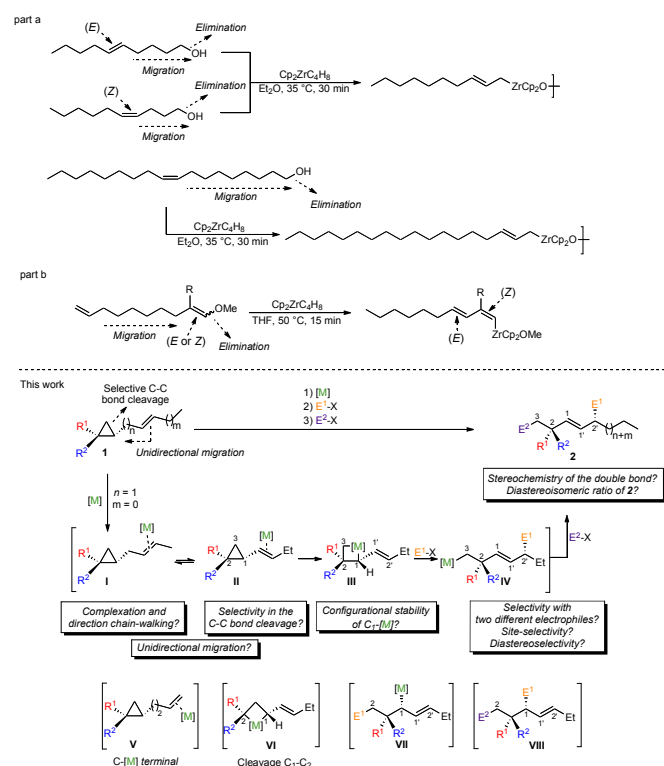 part a
(E)
Elimination
OH
Migration
Elimination
(Z)
OH
Migration
Cp2ZrC4H8
Et2O, 35 °C, 30 min
ZrCp2O
OH
Migration
Elimination
Cp2ZrC4H8
Et2O, 35 °C, 30 min
ZrCp2O
part b
R
OMe
Migration
(E or Z)
Elimination
Cp2ZrC4H8
THF, 50 °C, 15 min
R
(Z)
(E)
ZrCp2OMe
This work
Selective C-C
bond cleavage
R1
R2
( )n
( )m
1
Unidirectional migration
1) [M]
2) E1-X
3) E2-X
E1
3
1
E2
2
1'
2'
R1
R2
( )n+m
2
Stereochemistry of the double bond?
Diastereoisomeric ratio of 2?
[M]
n = 1
m = 0
E2-X
[M]
R1
R2
I
[M]
3
R1
Et
2
1
R2
II
R1
3
[M]
1'
Et
2
1
2'
R2
H
III
E1-X
E1
3
1
[M]
2
1'
2'
Et
R1
R2
IV
Complexation and
direction chain-walking?
Selectivity in the
C-C bond cleavage?
Configurational stability
of C1-[M]?
Selectivity with
two different electrophiles?
Site-selectivity?
Diastereoselectivity?
Unidirectional migration?
R1
R2
( )2
[M]
V
C-[M] terminal
R1
Et
2
1
R2
[M]
H
VI
Cleavage C1-C2
[M]
2
E1
1
2'
Et
1'
R1
R2
VII
E1
2
E2
1
2'
Et
1'
R1
R2
VIII